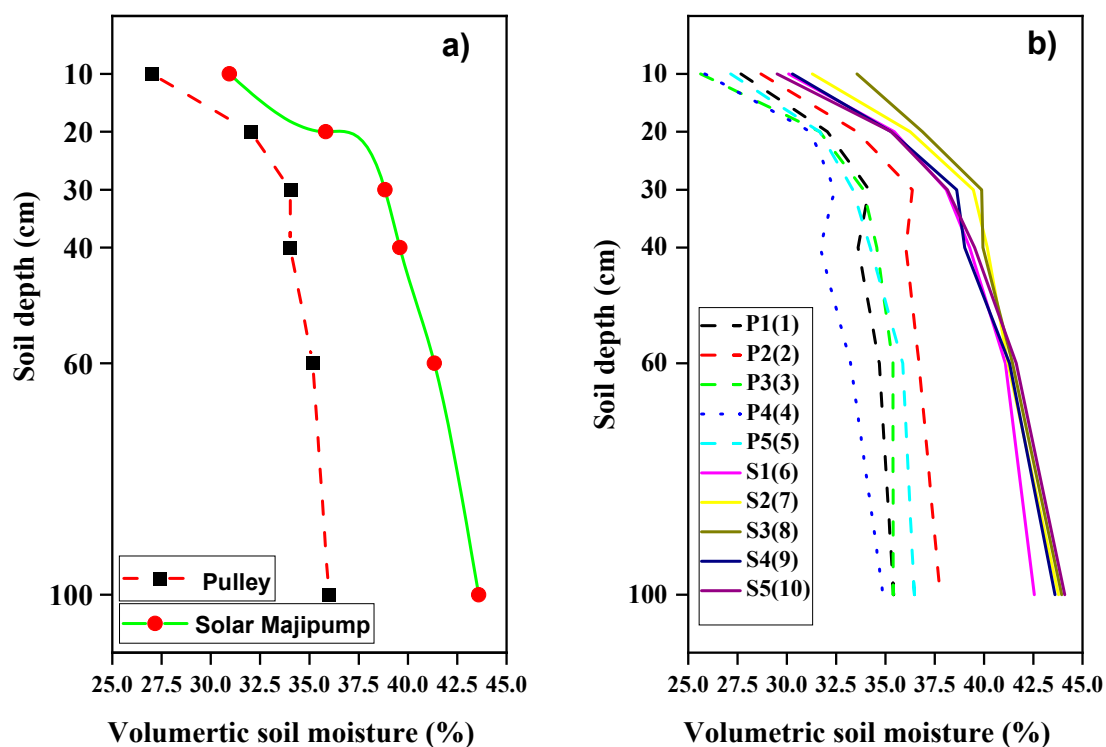 a)
Soil depth (cm)
10
20
30
40
60
100
Pulley
Solar Majipump
25.0 27.5 30.0 32.5 35.0 37.5 40.0 42.5 45.0
Volumertic soil moisture (%)
b)
Soil depth (cm)
10
20
30
40
60
100
P1(1)
P2(2)
P3(3)
P4(4)
P5(5)
S1(6)
S2(7)
S3(8)
S4(9)
S5(10)
25.0 27.5 30.0 32.5 35.0 37.5 40.0 42.5 45.0
Volumetric soil moisture (%)